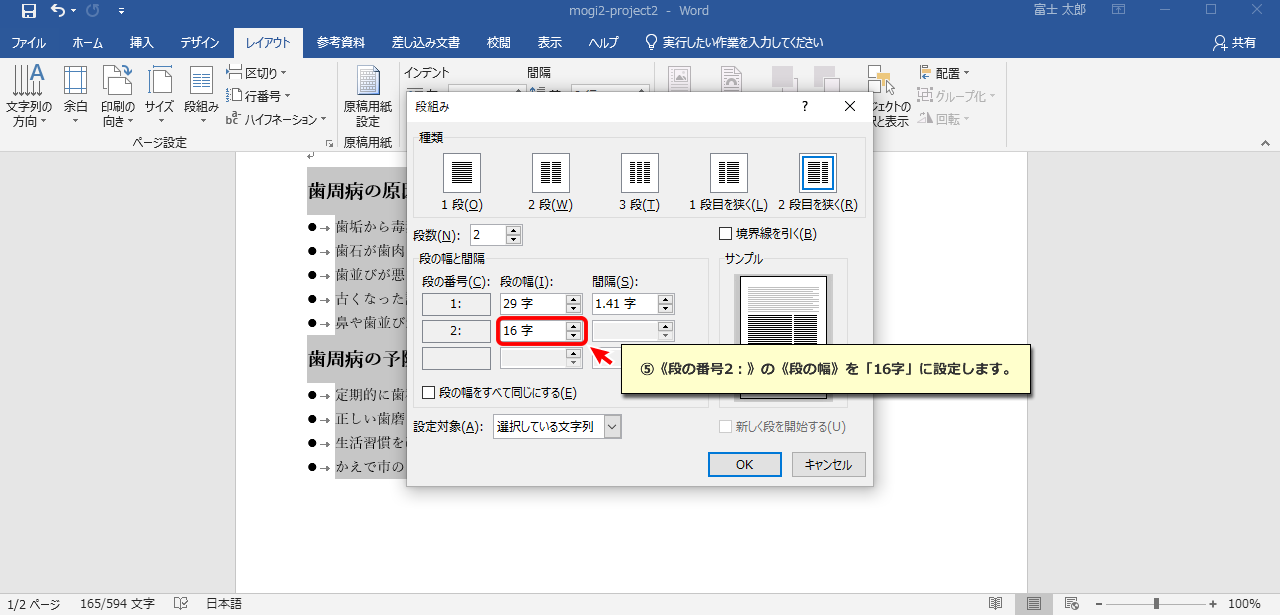 mogi2-project2 - Word
富士 太郎
ファイル ホーム 挿入 デザイン レイアウト 参考資料 差し込み文書 校閲 表示 ヘルプ 実行したい作業を入力してください 共有
文字列の方向 余白 印刷の向き サイズ 段組み
区切り
行番号
ハイフネーション
ページ設定
原稿用紙設定
原稿用紙
インデント 間隔
配置
グループ化
回転
歯周病の原因
歯垢から毒
歯石が歯肉
歯並びが悪
古くなった
鼻や歯並び
歯周病の予防
定期的に歯
正しい歯磨
生活習慣を
かえで市の
段組み ?
種類
1 段(O) 2 段(W) 3 段(T) 1 段目を狭く(L) 2 段目を狭く(R)
段数(N): 2 境界線を引く(B)
段の幅と間隔 サンプル
段の番号(C): 段の幅(I): 間隔(S):
1: 29 字 1.41 字
2: 16 字
⑤《段の番号2：》の《段の幅》を「16字」に設定します。
段の幅をすべて同じにする(E)
設定対象(A): 選択している文字列 新しく段を開始する(U)
OK キャンセル
1/2 ページ 165/594 文字 日本語 100%